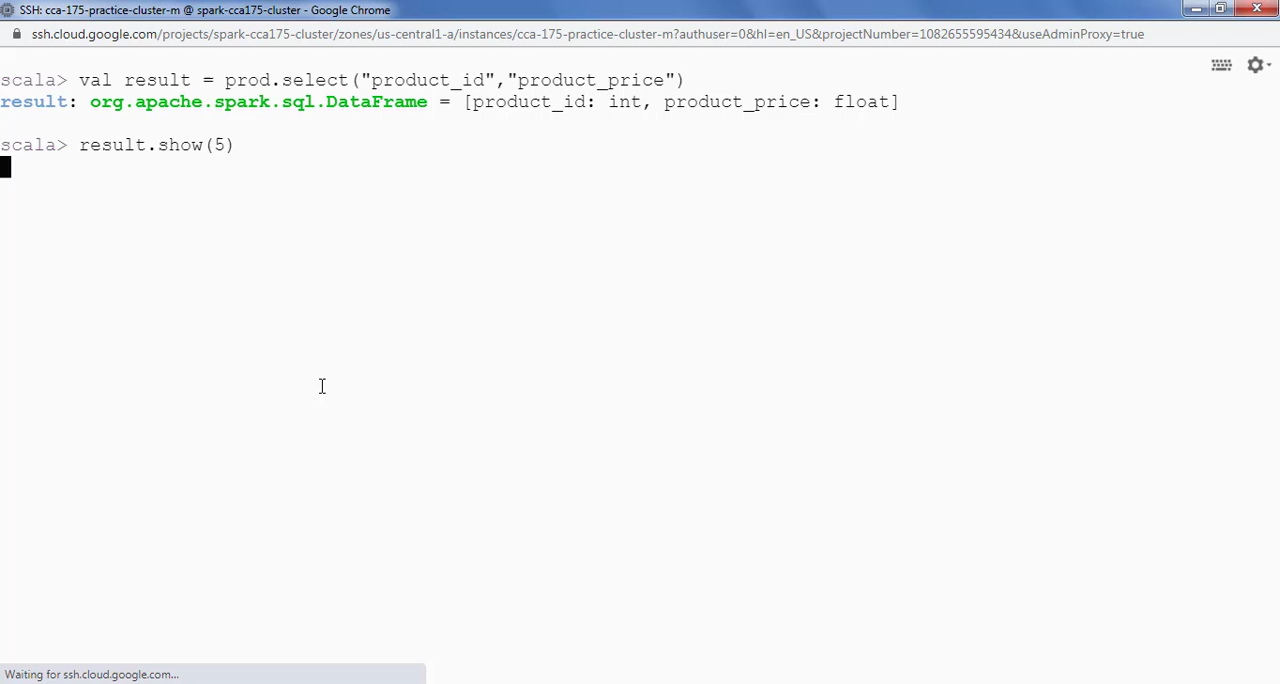 SSH: cca-175-practice-cluster-m @ spark-cca175-cluster - Google Chrome
ssh.cloud.google.com/projects/spark-cca175-cluster/zones/us-central1-a/instances/cca-175-practice-cluster-m?authuser=0&hl=en_US&projectNumber=1082655595434&useAdminProxy=true
scala> val result = prod.select("product_id","product_price")
result: org.apache.spark.sql.DataFrame = [product_id: int, product_price: float]
scala> result.show(5)
Waiting for ssh.cloud.google.com...